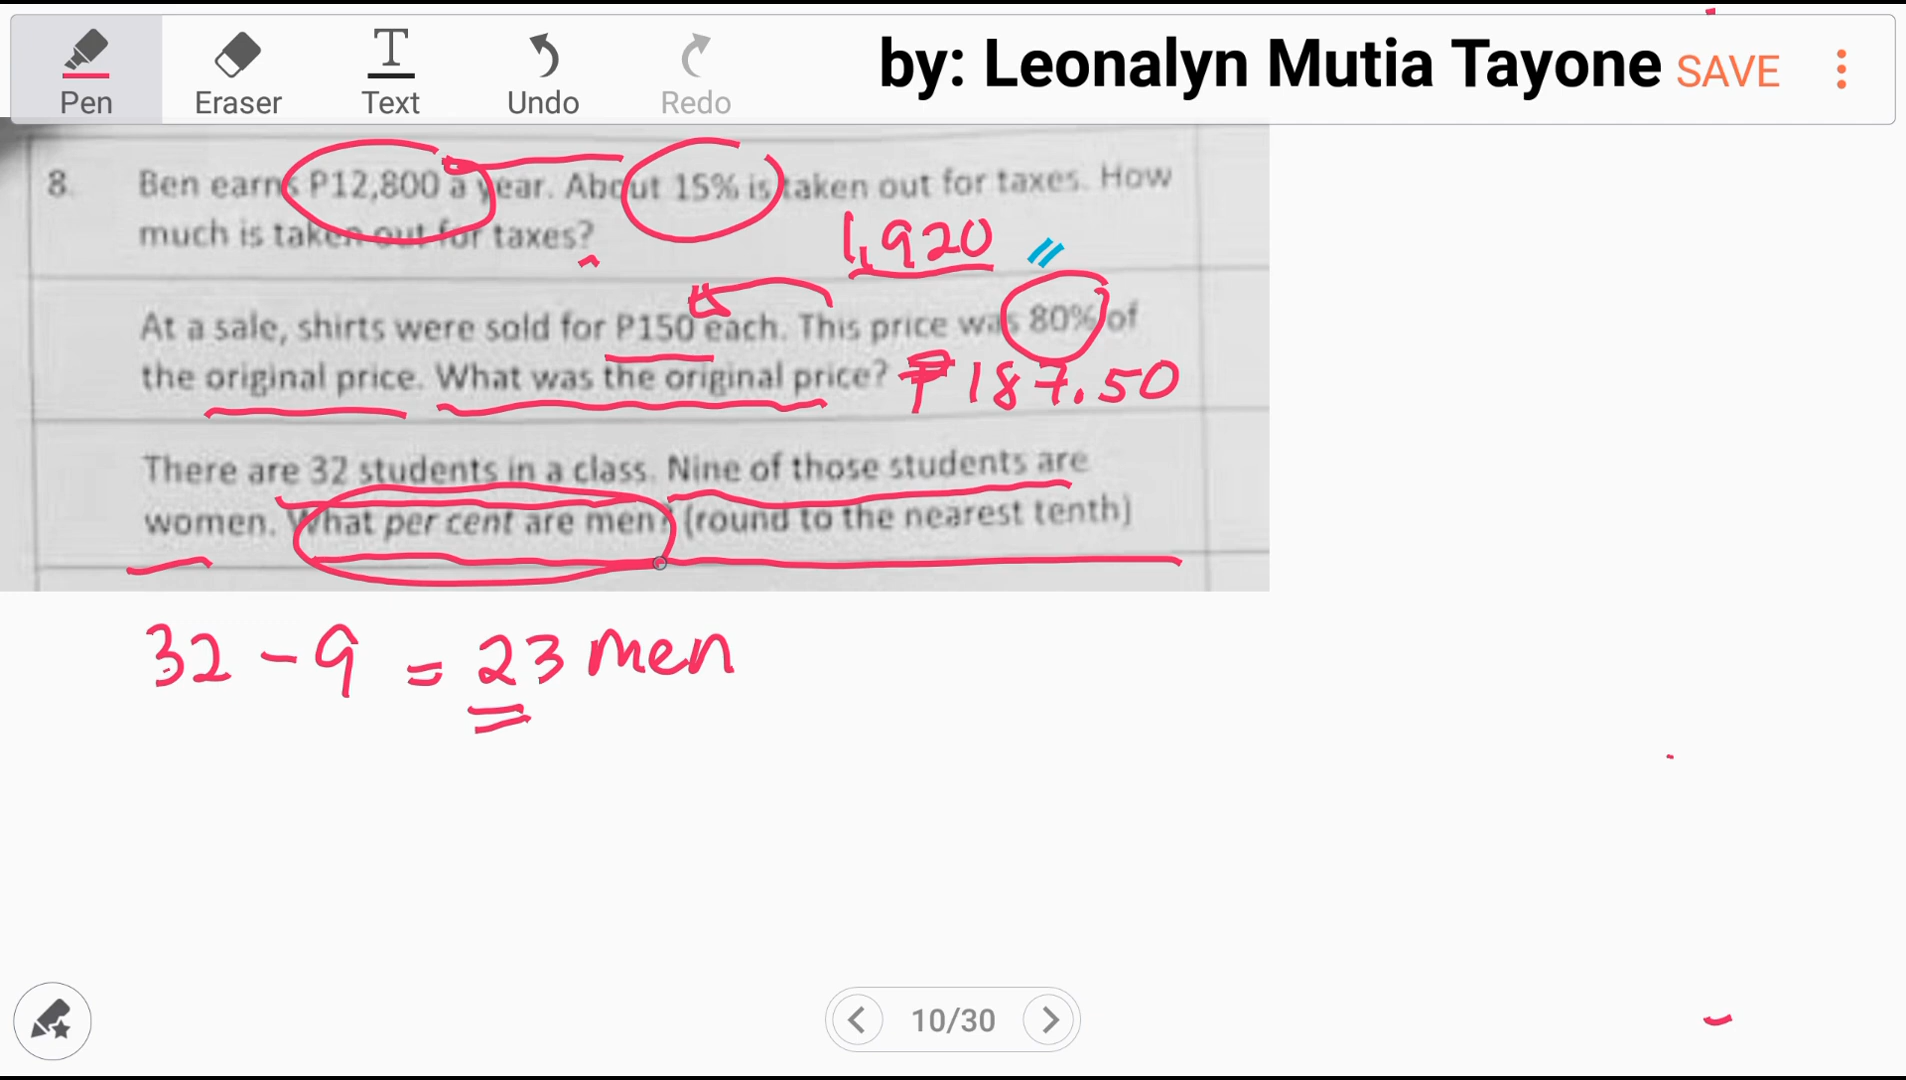 Pen
Eraser
Text
Undo
Redo
by: Leonalyn Mutia Tayone
SAVE
8. Ben earns P12,800 a year. About 15% is taken out for taxes. How
much is taken out for taxes?
1,920
At a sale, shirts were sold for P150 each. This price was 80% of
the original price. What was the original price? ₱187.50
There are 32 students in a class. Nine of those students are
women. What per cent are men? (round to the nearest tenth)
32 - 9 = 23 men
10/30